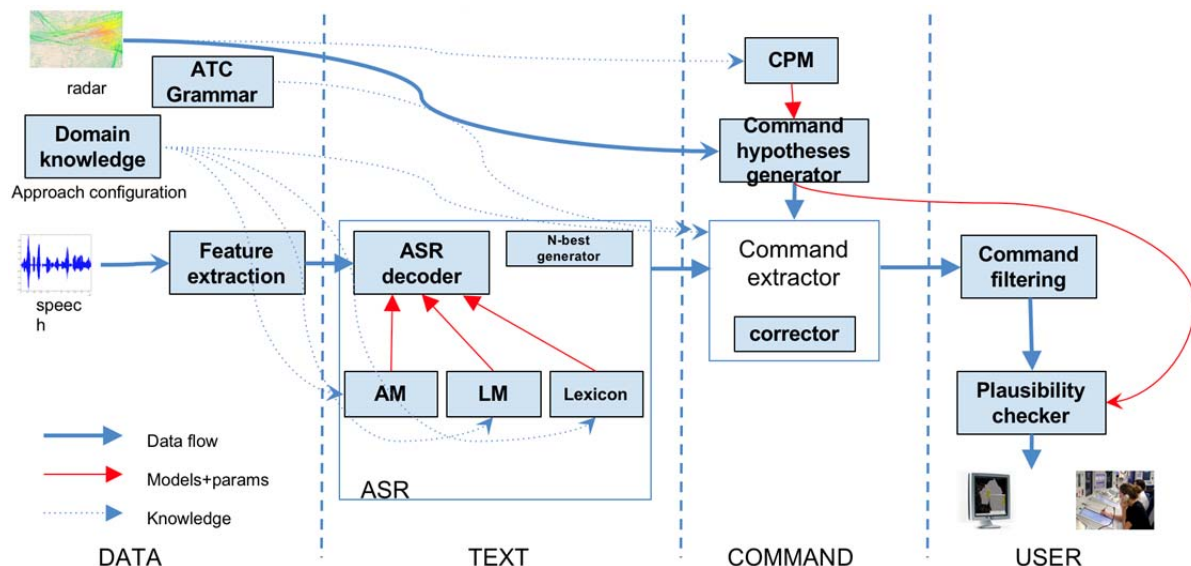 radar
ATC
Grammar
Domain
knowledge
Approach configuration
speec
h
Feature
extraction
ASR
decoder
N-best
generator
AM
LM
Lexicon
ASR
CPM
Command
hypotheses
generator
Command
extractor
corrector
Command
filtering
Plausibility
checker
Data flow
Models+params
Knowledge
DATA
TEXT
COMMAND
USER